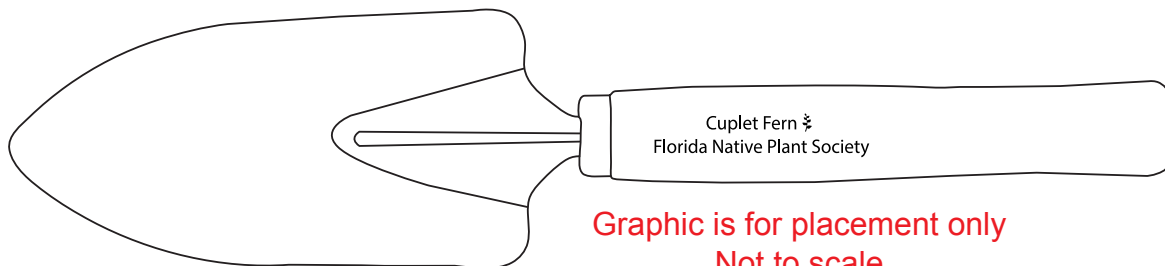 Cuplet Fern
Florida Native Plant Society
Graphic is for placement only
Not to scale